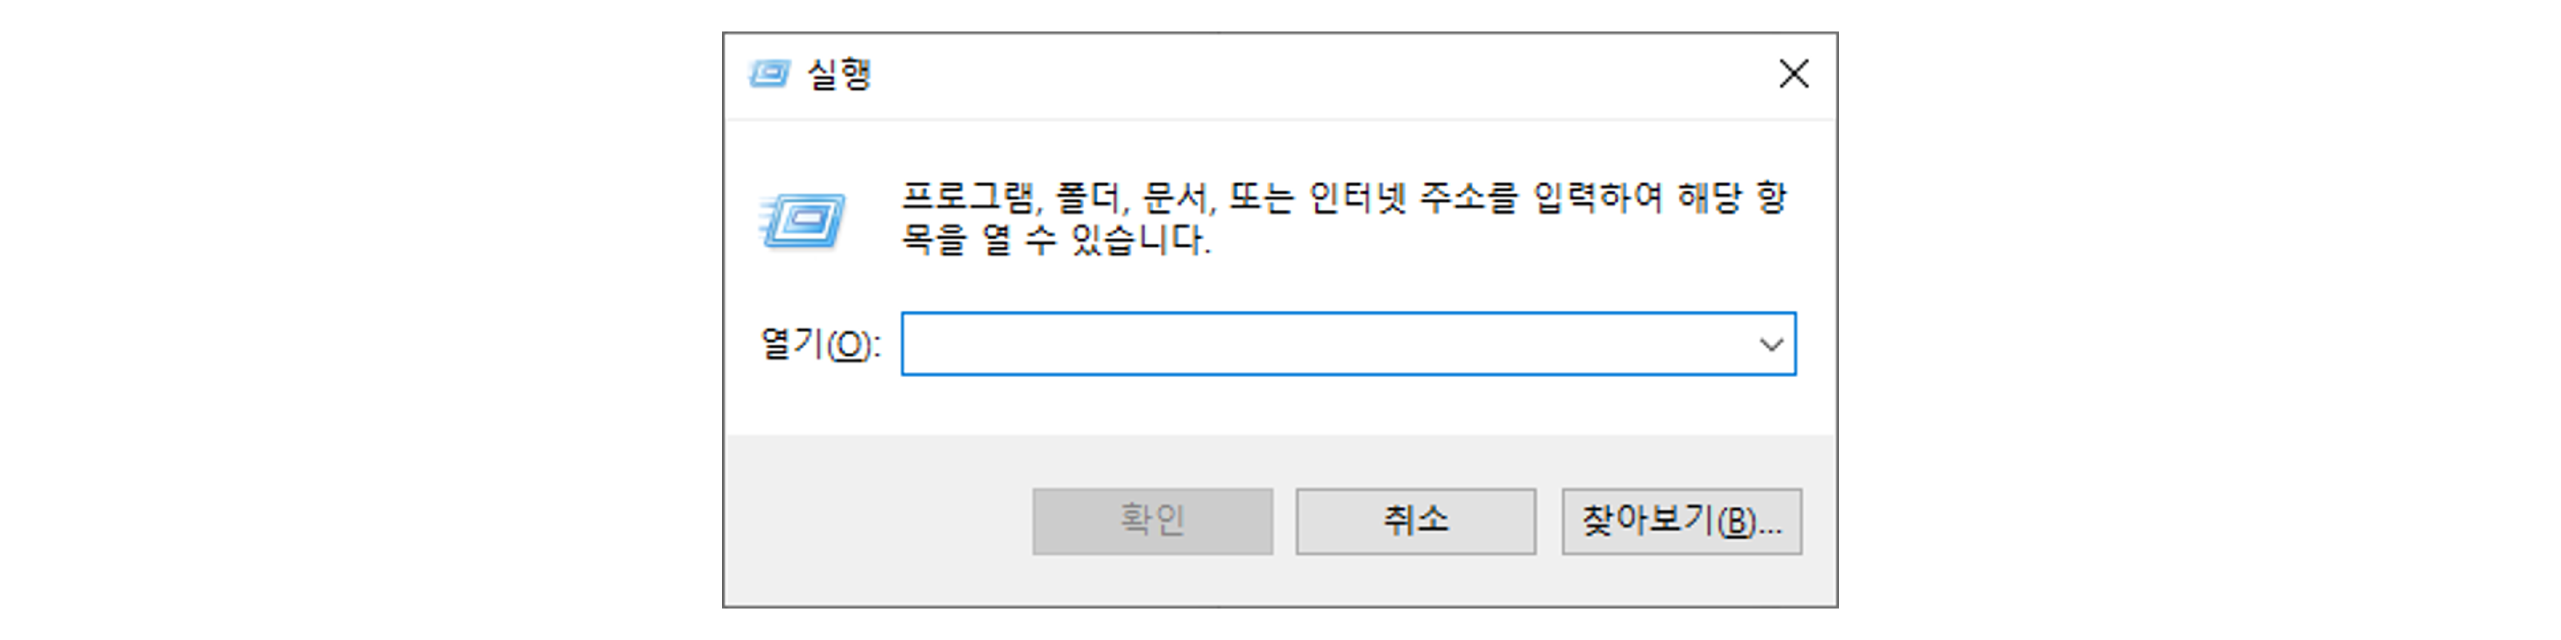 실행
프로그램, 폴더, 문서, 또는 인터넷 주소를 입력하여 해당 항
목을 열 수 있습니다.
열기(O):
확인 취소 찾아보기(B)...